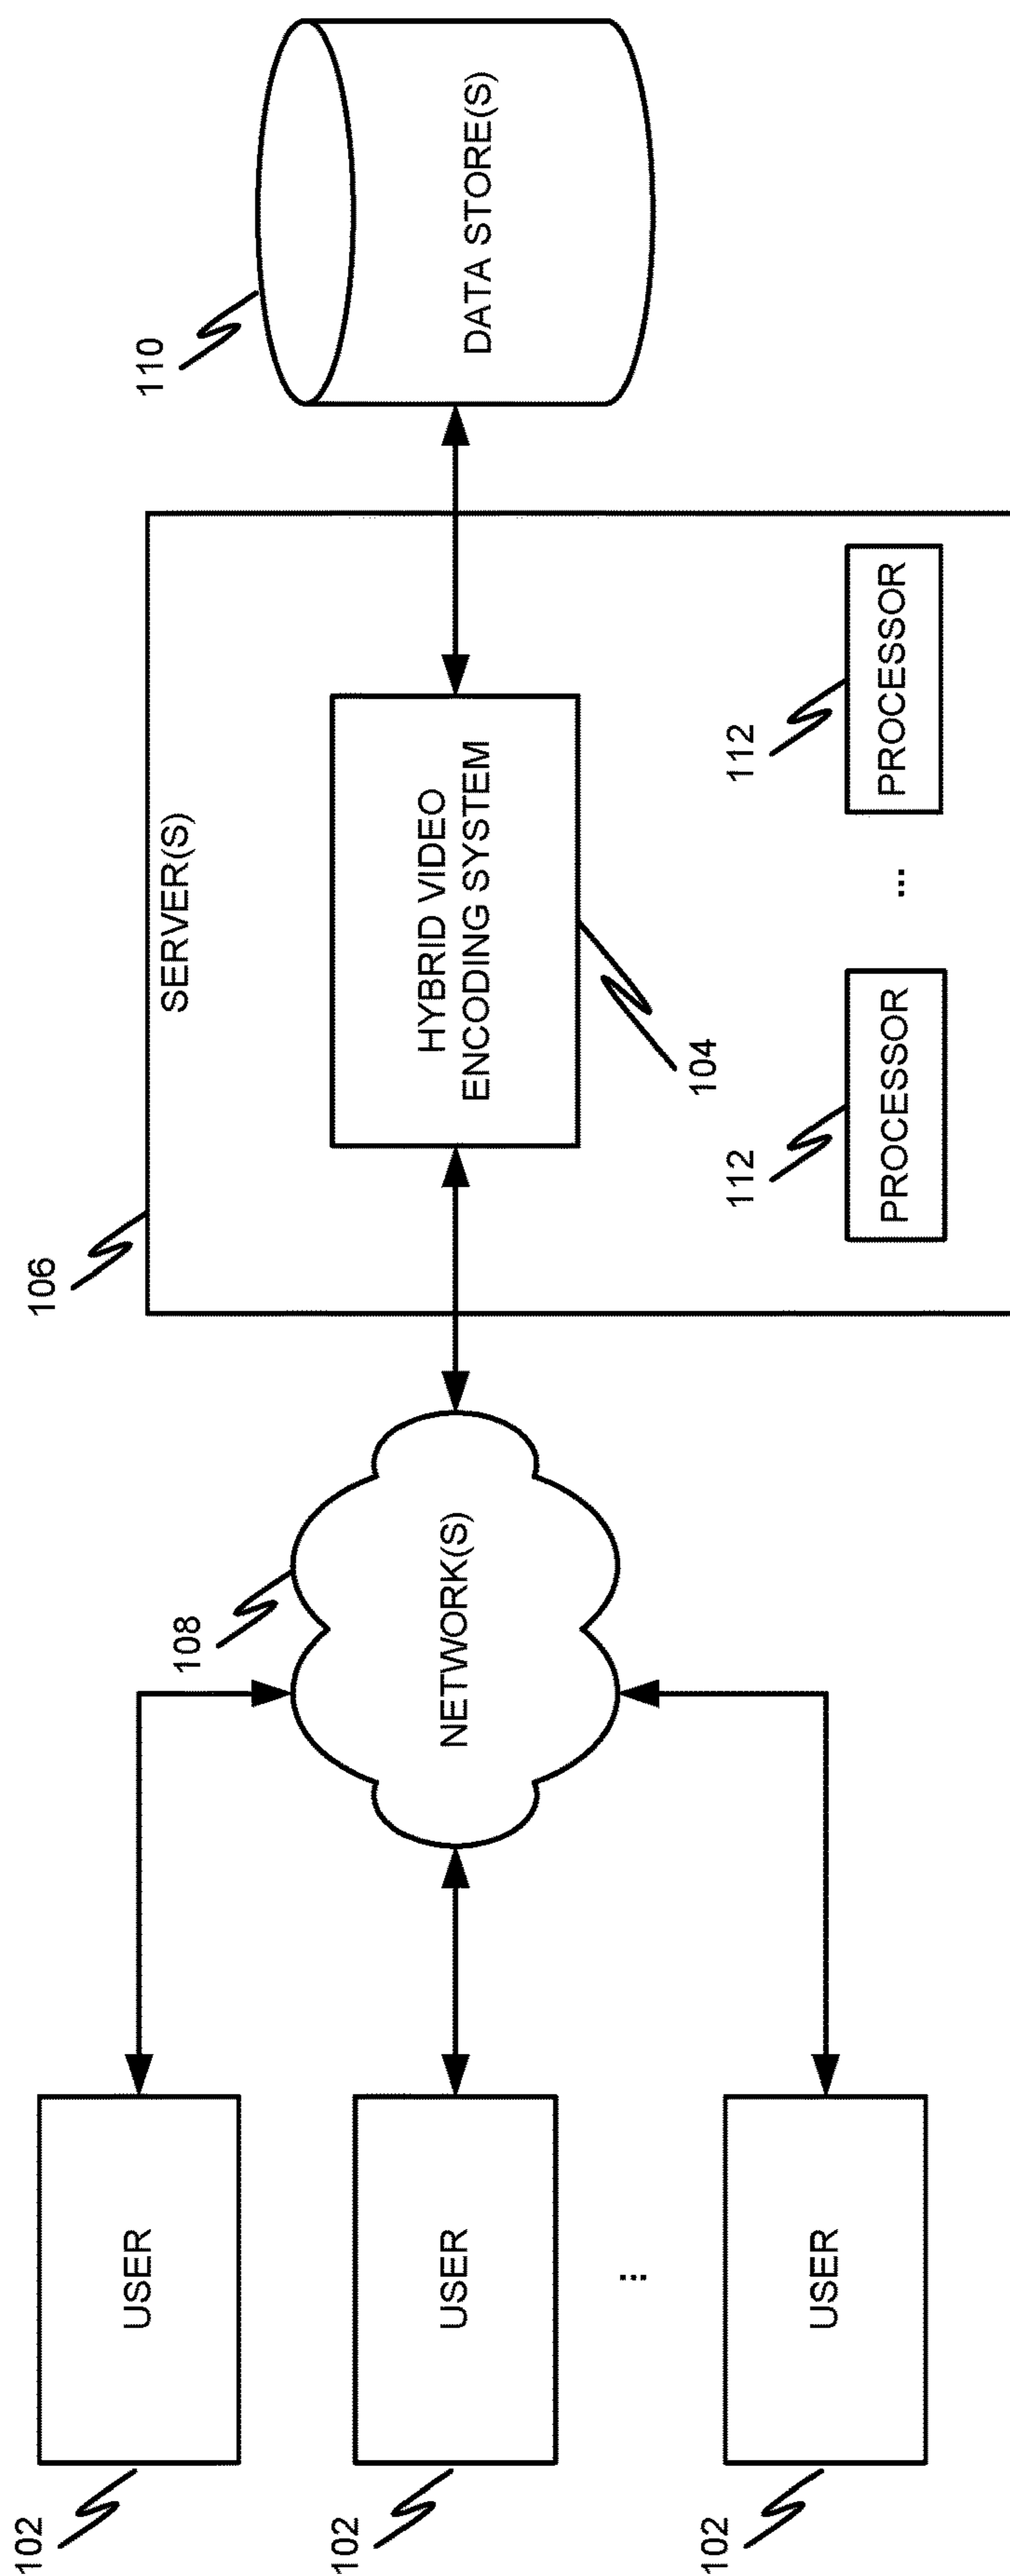 102
USER
102
USER
...
102
USER
108
NETWORK(S)
106
SERVER(S)
HYBRID VIDEO
ENCODING SYSTEM
104
112
PROCESSOR
...
112
PROCESSOR
110
DATA STORE(S)